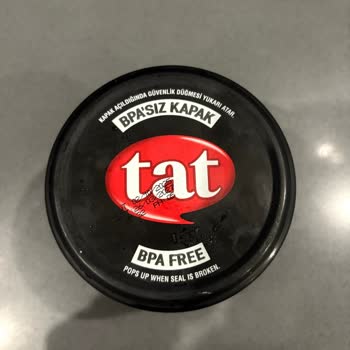 KAPAK AÇILDIĞINDA GÜVENLİK DÜĞMESİ YUKARI ATAR.
BPA'SIZ KAPAK
tat
BPA FREE
POPS UP WHEN SEAL IS BROKEN.